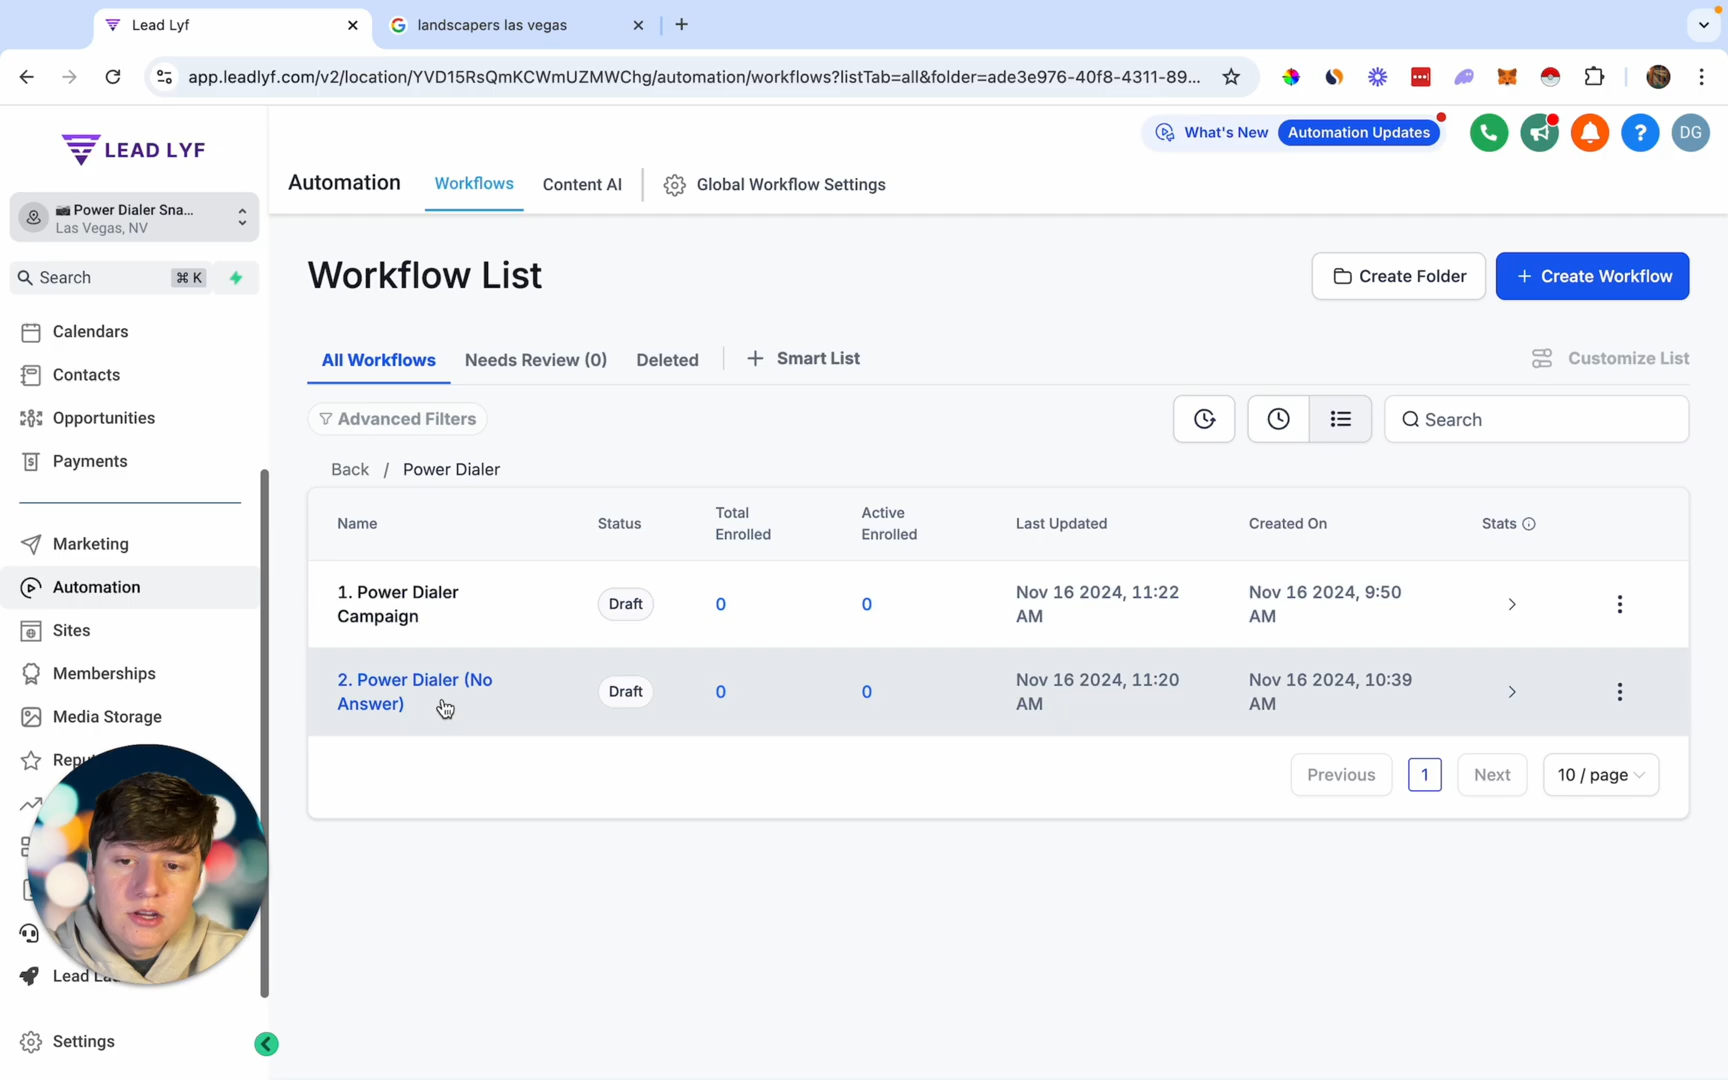 Lead Lyf
landscapers las vegas
app.leadlyf.com/v2/location/YVD15RsQmKCWmUZMWChg/automation/workflows?listTab=all&folder=ade3e976-40f8-4311-89...
LEAD LYF
What's New
Automation Updates
DG
Automation
Workflows
Content AI
Global Workflow Settings
Power Dialer Sna...
Las Vegas, NV
Search
⌘ K
Calendars
Contacts
Opportunities
Payments
Marketing
Automation
Sites
Memberships
Media Storage
Settings
Workflow List
Create Folder
+ Create Workflow
All Workflows
Needs Review (0)
Deleted
+ Smart List
Customize List
Advanced Filters
Search
Back / Power Dialer
Name
Status
Total
Enrolled
Active
Enrolled
Last Updated
Created On
Stats
1. Power Dialer
Campaign
Draft
0
0
Nov 16 2024, 11:22
AM
Nov 16 2024, 9:50
AM
2. Power Dialer (No
Answer)
Draft
0
0
Nov 16 2024, 11:20
AM
Nov 16 2024, 10:39
AM
Previous
1
Next
10 / page